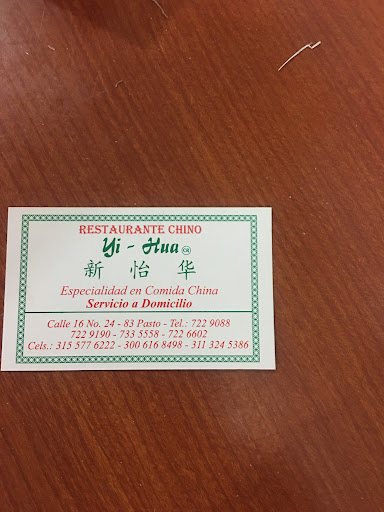 RESTAURANTE CHINO
Yi - Hua
新 怡 华
Especialidad en Comida China
Servicio a Domicilio
Calle 16 No. 24 - 83 Pasto - Tel.: 722 9088
722 9190 - 733 5558 - 722 6602
Cels.: 315 577 6222 - 300 616 8498 - 311 324 5386